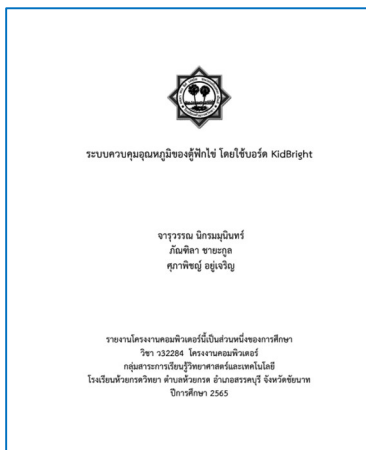 ระบบควบคุมอุณหภูมิของตู้ฟักไข่ โดยใช้บอร์ด KidBright
จารุวรรณ นิกรมมุนินทร์
ภัณฑิลา ชายะกูล
ศุภาพิชญ์ อยู่เจริญ
รายงานโครงงานคอมพิวเตอร์นี้เป็นส่วนหนึ่งของการศึกษา
วิชา ว32284 โครงงานคอมพิวเตอร์
กลุ่มสาระการเรียนรู้วิทยาศาสตร์และเทคโนโลยี
โรงเรียนห้วยกรดวิทยา ตำบลห้วยกรด อำเภอสรรคบุรี จังหวัดชัยนาท
ปีการศึกษา 2565